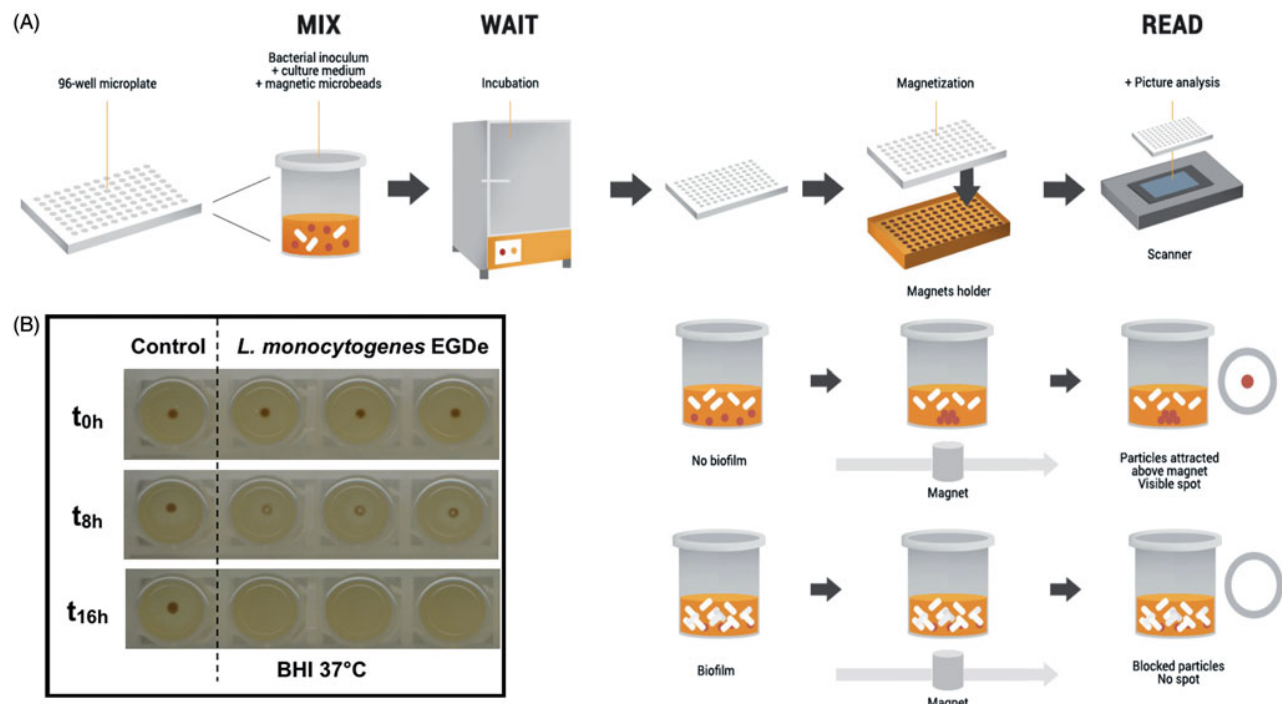 (A)
MIX
WAIT
READ
96-well microplate
Bacterial inoculum
+ culture medium
+ magnetic microbeads
Incubation
Magnetization
+ Picture analysis
Magnets holder
Scanner
(B)
Control
L. monocytogenes EGDe
t0h
t8h
t16h
BHI 37°C
No biofilm
Magnet
Particles attracted
above magnet
Visible spot
Biofilm
Magnet
Blocked particles
No spot